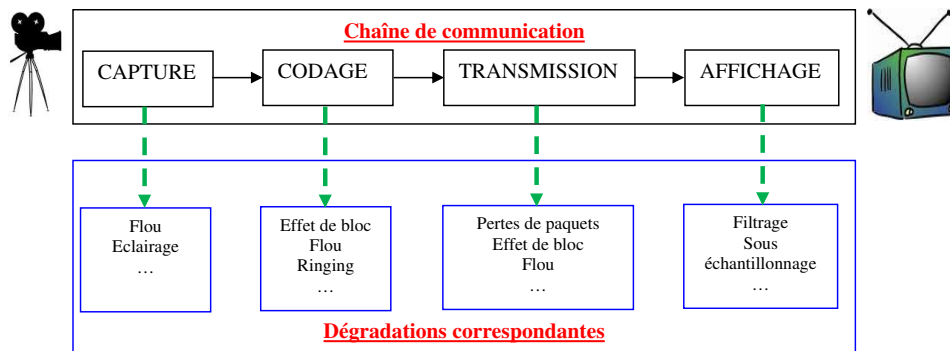 Chaîne de communication
CAPTURE
CODAGE
TRANSMISSION
AFFICHAGE
Flou
Eclairage
…
Effet de bloc
Flou
Ringing
…
Pertes de paquets
Effet de bloc
Flou
…
Filtrage
Sous
échantillonnage
…
Dégradations correspondantes